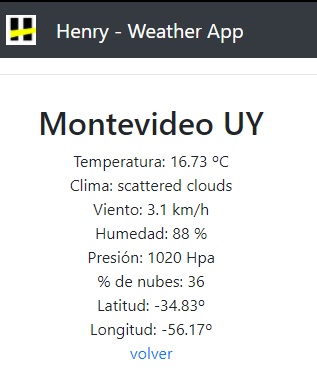 Henry - Weather App
Montevideo UY
Temperatura: 16.73 ºC
Clima: scattered clouds
Viento: 3.1 km/h
Humedad: 88 %
Presión: 1020 Hpa
% de nubes: 36
Latitud: -34.83º
Longitud: -56.17º
volver